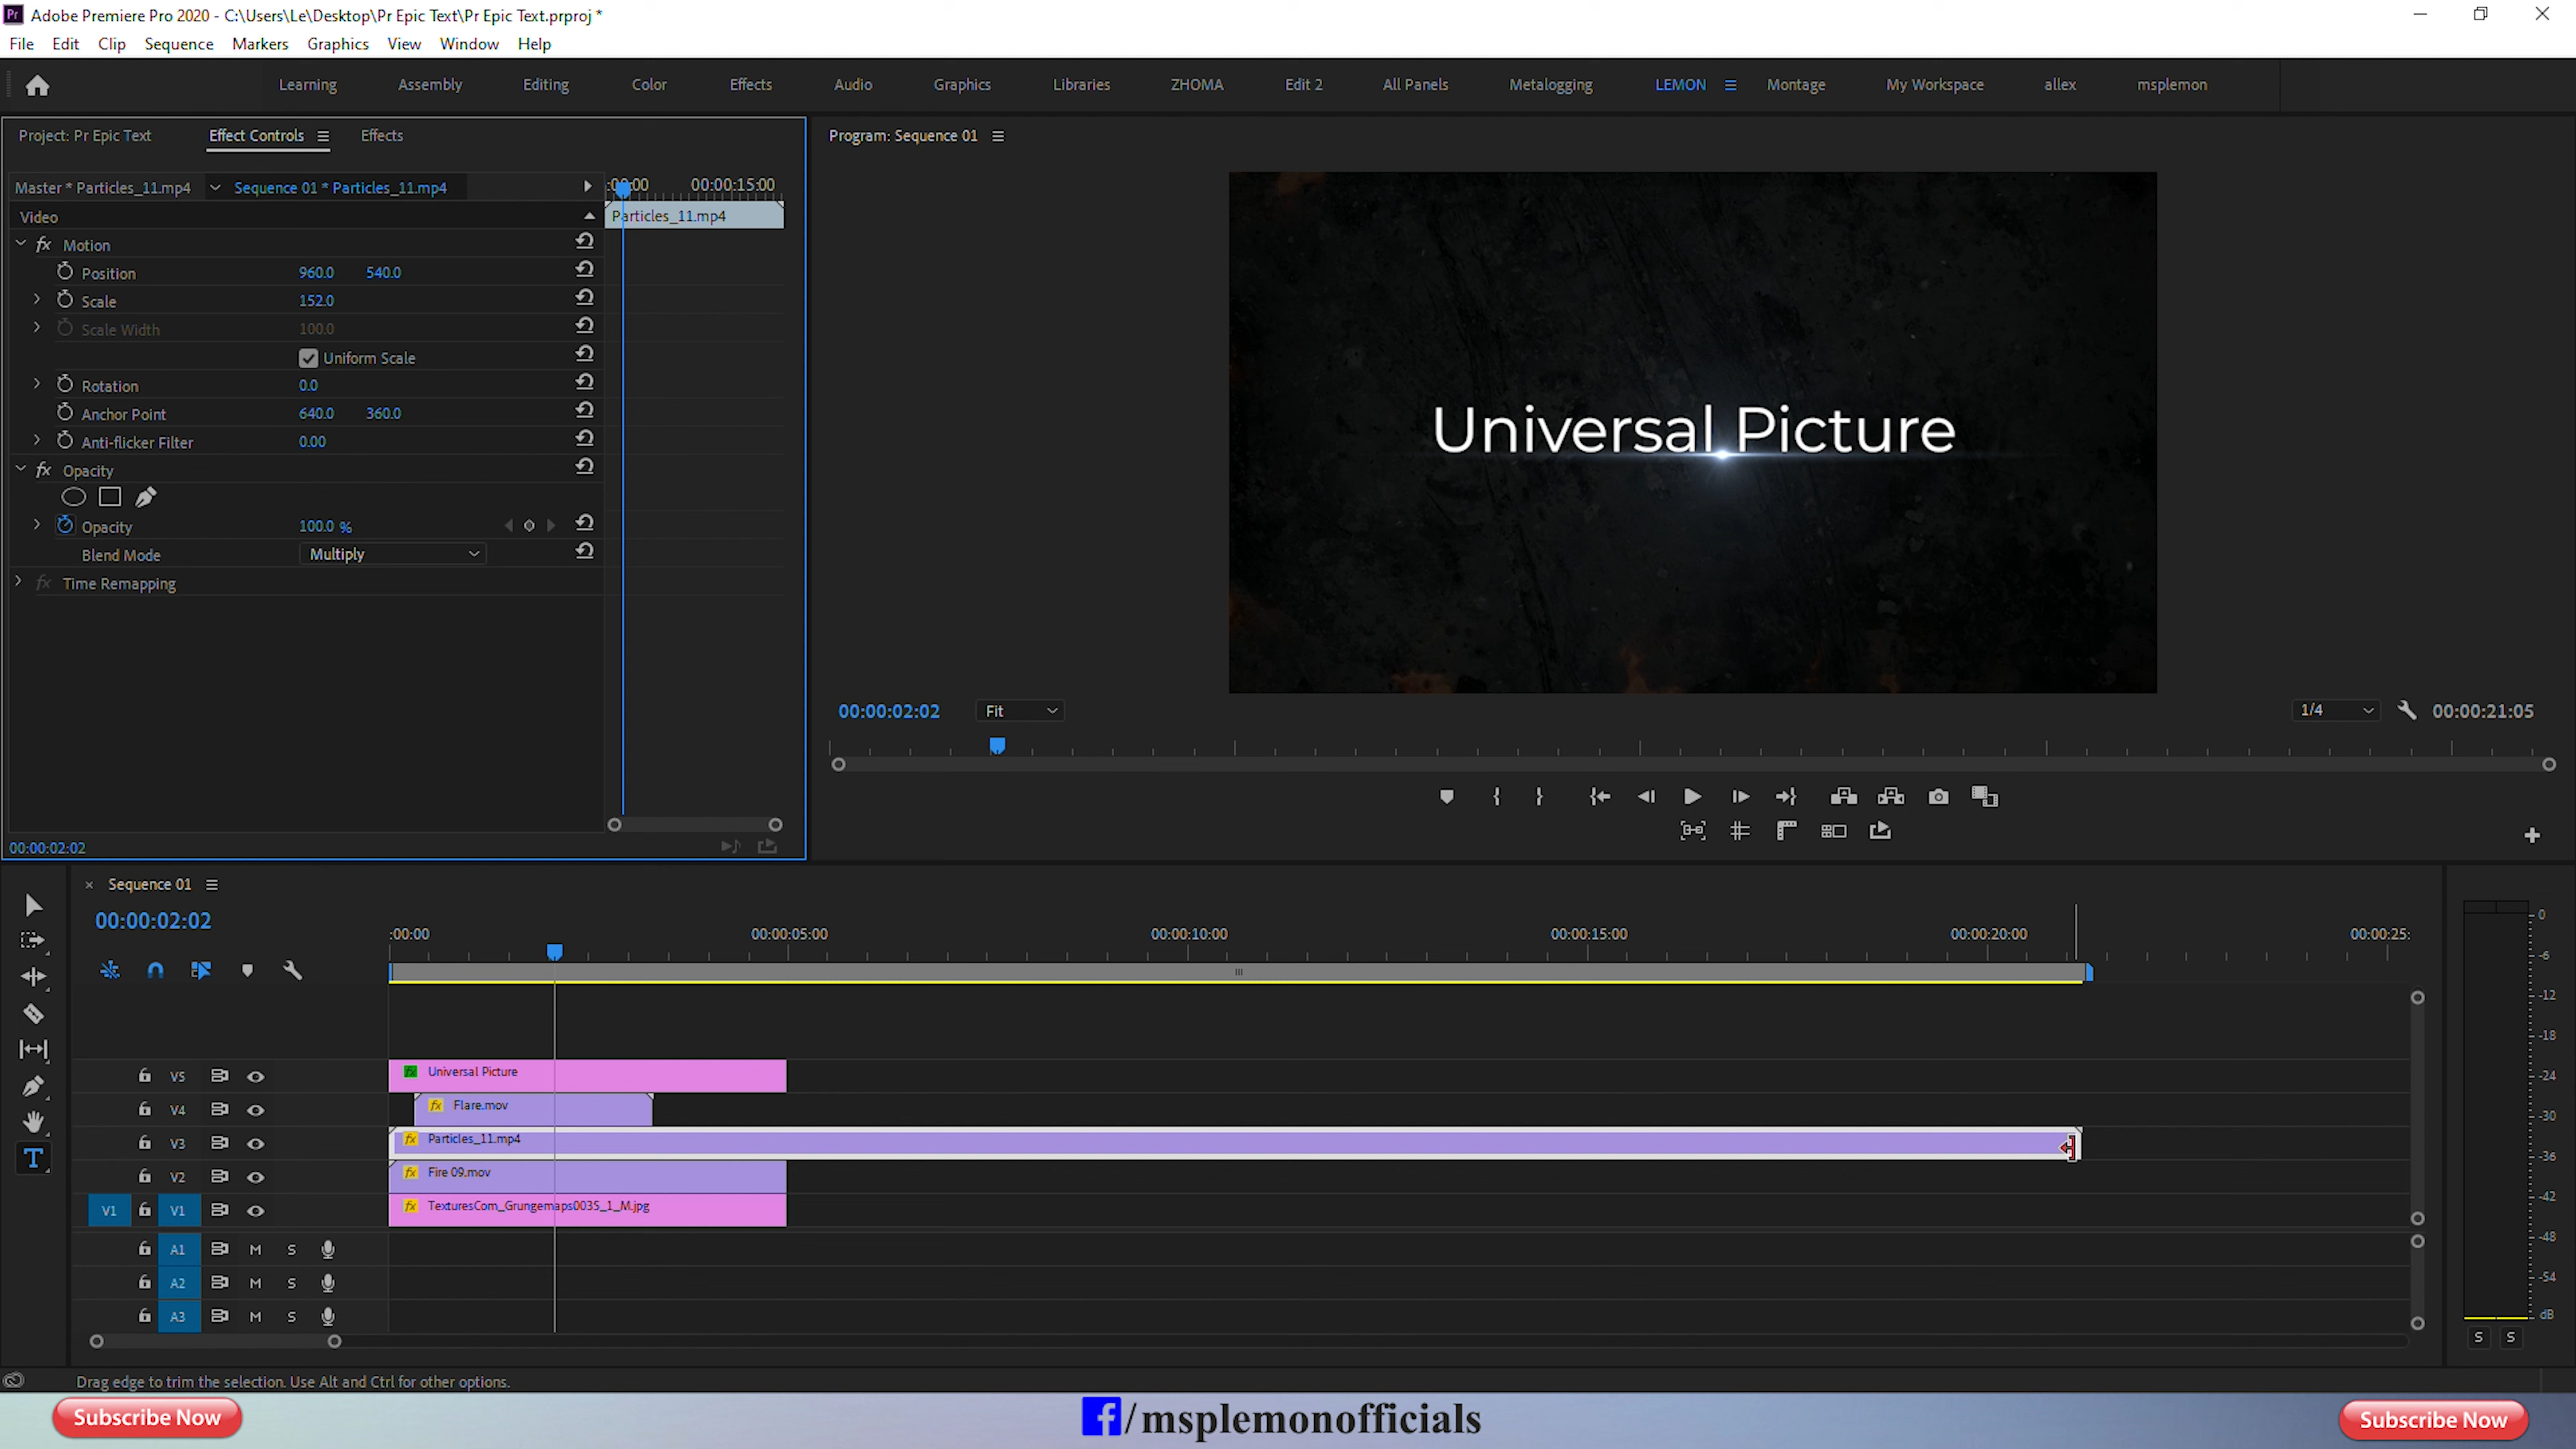 Pr Adobe Premiere Pro 2020 - C:\Users\Le\Desktop\Pr Epic Text\Pr Epic Text.prproj *
File Edit Clip Sequence Markers Graphics View Window Help
Learning Assembly Editing Color Effects Audio Graphics Libraries ZHOMA Edit 2 All Panels Metalogging LEMON Montage My Workspace allex msplemon
Project: Pr Epic Text Effect Controls Effects
Program: Sequence 01
Master * Particles_11.mp4 Sequence 01 * Particles_11.mp4
:00:00 00:00:15:00
Video
Particles_11.mp4
fx Motion
Position 960.0 540.0
Scale 152.0
Scale Width 100.0
Uniform Scale
Rotation 0.0
Anchor Point 640.0 360.0
Anti-flicker Filter 0.00
fx Opacity
Opacity 100.0 %
Blend Mode Multiply
fx Time Remapping
00:00:02:02
Universal Picture
00:00:02:02 Fit 1/4 00:00:21:05
Sequence 01
00:00:02:02
:00:00 00:00:05:00 00:00:10:00 00:00:15:00 00:00:20:00 00:00:25:
V5 fx Universal Picture
V4 fx Flare.mov
V3 fx Particles_11.mp4
V2 fx Fire 09.mov
V1 V1 fx TexturesCom_Grungemaps0035_1_M.jpg
A1 M S
A2 M S
A3 M S
0
-6
-12
-18
-24
-30
-36
-42
-48
-54
dB
S S
T
Drag edge to trim the selection. Use Alt and Ctrl for other options.
Subscribe Now
f/msplemonofficials
Subscribe Now